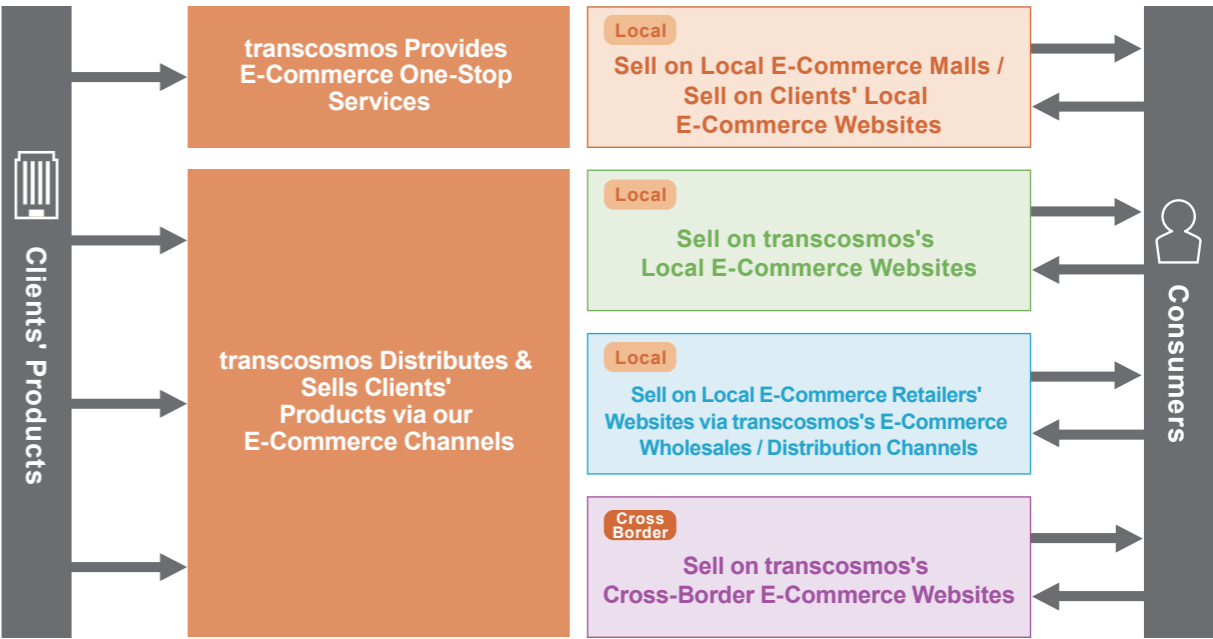 Clients' Products
transcosmos Provides
E-Commerce One-Stop
Services
transcosmos Distributes &
Sells Clients'
Products via our
E-Commerce Channels
Local
Sell on Local E-Commerce Malls /
Sell on Clients' Local
E-Commerce Websites
Local
Sell on transcosmos's
Local E-Commerce Websites
Local
Sell on Local E-Commerce Retailers'
Websites via transcosmos's E-Commerce
Wholesales / Distribution Channels
Cross
Border
Sell on transcosmos's
Cross-Border E-Commerce Websites
Consumers